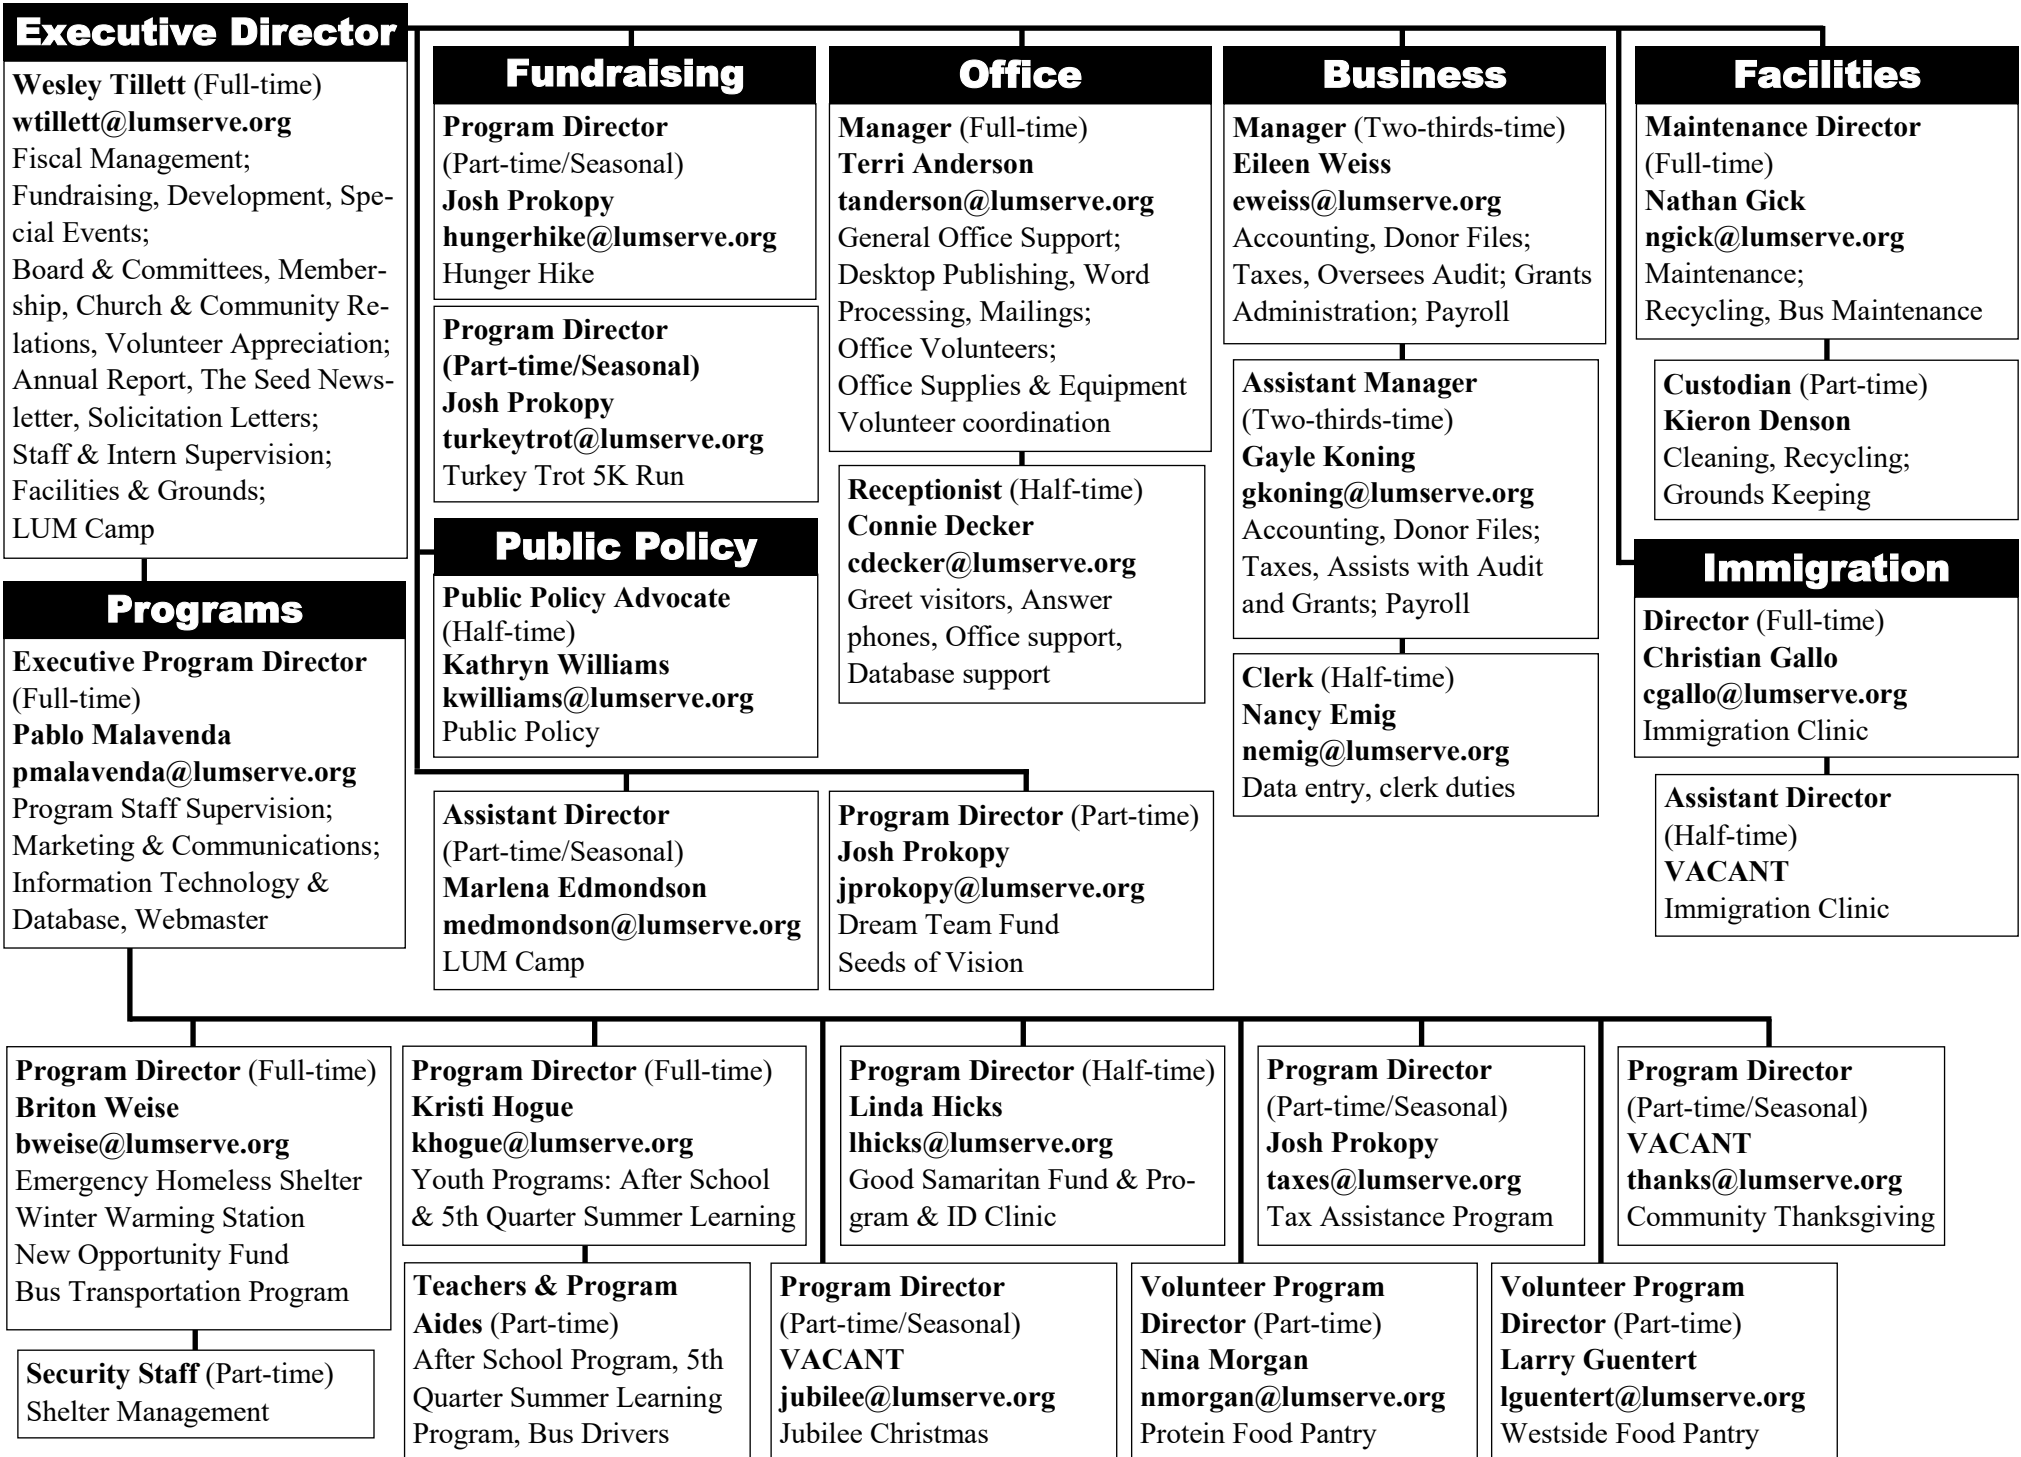 Executive Director
Wesley Tillett (Full-time)
wtillett@lumserve.org
Fiscal Management;
Fundraising, Development, Spe-
cial Events;
Board & Committees, Member-
ship, Church & Community Re-
lations, Volunteer Appreciation;
Annual Report, The Seed News-
letter, Solicitation Letters;
Staff & Intern Supervision;
Facilities & Grounds;
LUM Camp
Programs
Executive Program Director
(Full-time)
Pablo Malavenda
pmalavenda@lumserve.org
Program Staff Supervision;
Marketing & Communications;
Information Technology &
Database, Webmaster
Fundraising
Program Director
(Part-time/Seasonal)
Josh Prokopy
hungerhike@lumserve.org
Hunger Hike
Program Director
(Part-time/Seasonal)
Josh Prokopy
turkeytrot@lumserve.org
Turkey Trot 5K Run
Public Policy
Public Policy Advocate
(Half-time)
Kathryn Williams
kwilliams@lumserve.org
Public Policy
Assistant Director
(Part-time/Seasonal)
Marlena Edmondson
medmondson@lumserve.org
LUM Camp
Office
Manager (Full-time)
Terri Anderson
tanderson@lumserve.org
General Office Support;
Desktop Publishing, Word
Processing, Mailings;
Office Volunteers;
Office Supplies & Equipment
Volunteer coordination
Receptionist (Half-time)
Connie Decker
cdecker@lumserve.org
Greet visitors, Answer
phones, Office support,
Database support
Program Director (Part-time)
Josh Prokopy
jprokopy@lumserve.org
Dream Team Fund
Seeds of Vision
Business
Manager (Two-thirds-time)
Eileen Weiss
eweiss@lumserve.org
Accounting, Donor Files;
Taxes, Oversees Audit; Grants
Administration; Payroll
Assistant Manager
(Two-thirds-time)
Gayle Koning
gkoning@lumserve.org
Accounting, Donor Files;
Taxes, Assists with Audit
and Grants; Payroll
Clerk (Half-time)
Nancy Emig
nemig@lumserve.org
Data entry, clerk duties
Facilities
Maintenance Director
(Full-time)
Nathan Gick
ngick@lumserve.org
Maintenance;
Recycling, Bus Maintenance
Custodian (Part-time)
Kieron Denson
Cleaning, Recycling;
Grounds Keeping
Immigration
Director (Full-time)
Christian Gallo
cgallo@lumserve.org
Immigration Clinic
Assistant Director
(Half-time)
VACANT
Immigration Clinic
Program Director (Full-time)
Briton Weise
bweise@lumserve.org
Emergency Homeless Shelter
Winter Warming Station
New Opportunity Fund
Bus Transportation Program
Security Staff (Part-time)
Shelter Management
Program Director (Full-time)
Kristi Hogue
khogue@lumserve.org
Youth Programs: After School
& 5th Quarter Summer Learning
Teachers & Program
Aides (Part-time)
After School Program, 5th
Quarter Summer Learning
Program, Bus Drivers
Program Director
(Part-time/Seasonal)
VACANT
jubilee@lumserve.org
Jubilee Christmas
Program Director (Half-time)
Linda Hicks
lhicks@lumserve.org
Good Samaritan Fund & Pro-
gram & ID Clinic
Volunteer Program
Director (Part-time)
Nina Morgan
nmorgan@lumserve.org
Protein Food Pantry
Program Director
(Part-time/Seasonal)
Josh Prokopy
taxes@lumserve.org
Tax Assistance Program
Volunteer Program
Director (Part-time)
Larry Guentert
lguentert@lumserve.org
Westside Food Pantry
Program Director
(Part-time/Seasonal)
VACANT
thanks@lumserve.org
Community Thanksgiving